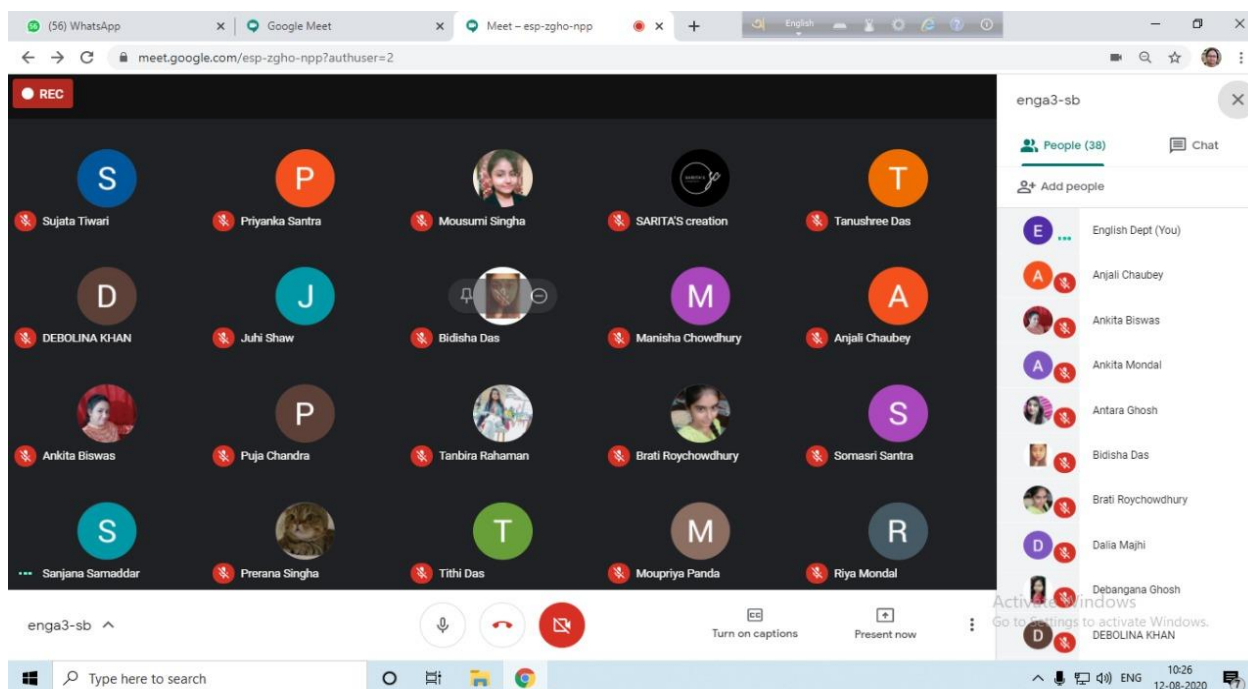 (56) WhatsApp
Google Meet
Meet – esp-zgho-npp
English
meet.google.com/esp-zgho-npp?authuser=2
REC
S
Sujata Tiwari
P
Priyanka Santra
Mousumi Singha
SARITA'S creation
T
Tanushree Das
D
DEBOLINA KHAN
J
Juhi Shaw
Bidisha Das
M
Manisha Chowdhury
A
Anjali Chaubey
Ankita Biswas
P
Puja Chandra
Tanbira Rahaman
Brati Roychowdhury
S
Somasri Santra
S
Sanjana Samaddar
Prerana Singha
T
Tithi Das
M
Moupriya Panda
R
Riya Mondal
enga3-sb
People (38)
Chat
Add people
E
English Dept (You)
A
Anjali Chaubey
Ankita Biswas
A
Ankita Mondal
Antara Ghosh
Bidisha Das
Brati Roychowdhury
D
Dalia Majhi
Debangana Ghosh
D
DEBOLINA KHAN
Activate Windows
Go to Settings to activate Windows.
enga3-sb
CC
Turn on captions
Present now
Type here to search
ENG
10:26
12-08-2020
7